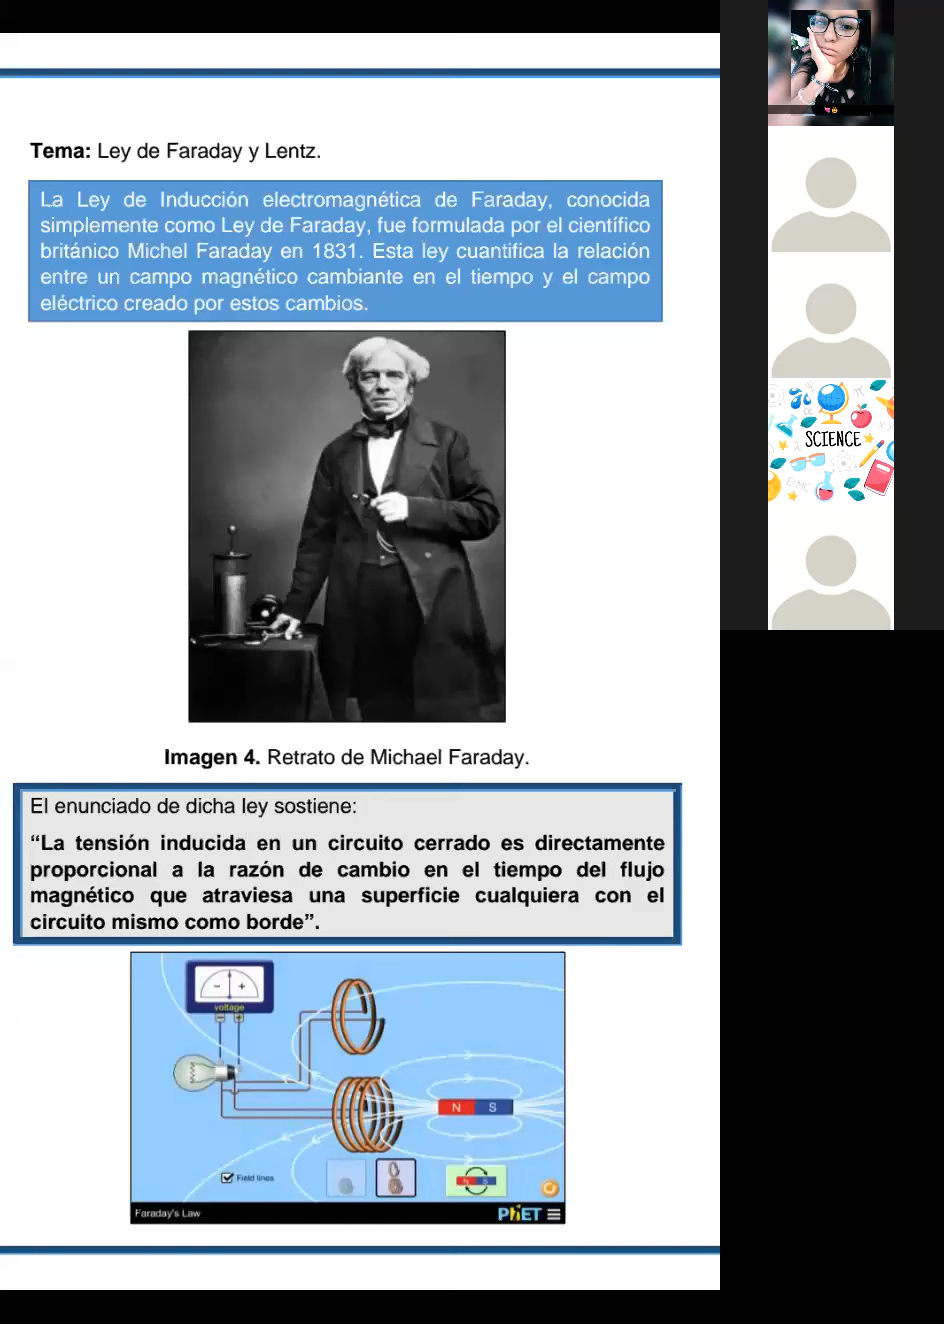 Tema: Ley de Faraday y Lentz.
La Ley de Inducción electromagnética de Faraday, conocida
simplemente como Ley de Faraday, fue formulada por el científico
británico Michel Faraday en 1831. Esta ley cuantifica la relación
entre un campo magnético cambiante en el tiempo y el campo
eléctrico creado por estos cambios.
Imagen 4. Retrato de Michael Faraday.
El enunciado de dicha ley sostiene:
“La tensión inducida en un circuito cerrado es directamente
proporcional a la razón de cambio en el tiempo del flujo
magnético que atraviesa una superficie cualquiera con el
circuito mismo como borde”.
- +
voltage
- +
N S
Field lines
N S
Faraday's Law
PhET
SCIENCE
E=MC